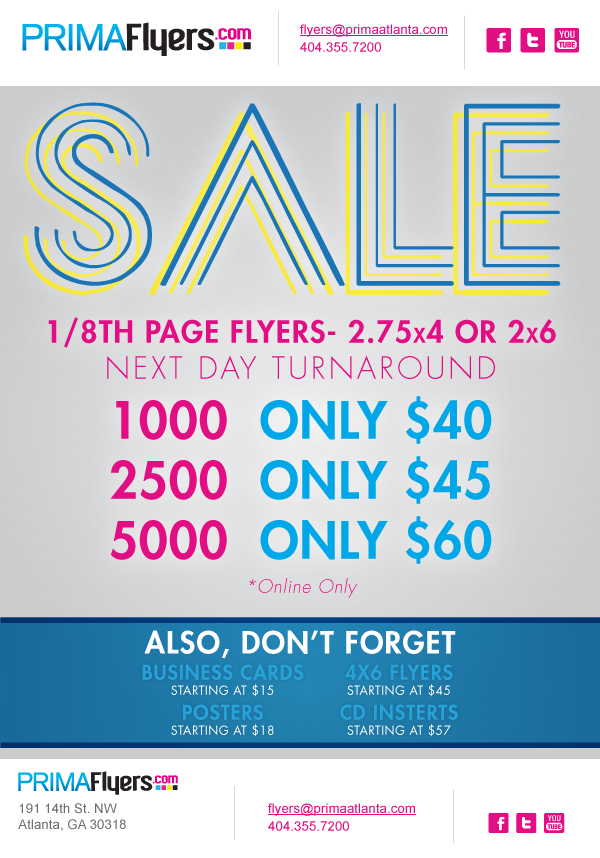 PRIMAFlyers.com
flyers@primaatlanta.com
404.355.7200
f t YOU TUBE
SALE
1/8TH PAGE FLYERS- 2.75x4 OR 2x6
NEXT DAY TURNAROUND
1000 ONLY $40
2500 ONLY $45
5000 ONLY $60
*Online Only
ALSO, DON'T FORGET
BUSINESS CARDS 4X6 FLYERS
STARTING AT $15 STARTING AT $45
POSTERS CD INSTERTS
STARTING AT $18 STARTING AT $57
PRIMAFlyers.com
191 14th St. NW
Atlanta, GA 30318
flyers@primaatlanta.com
404.355.7200
f t YOU TUBE